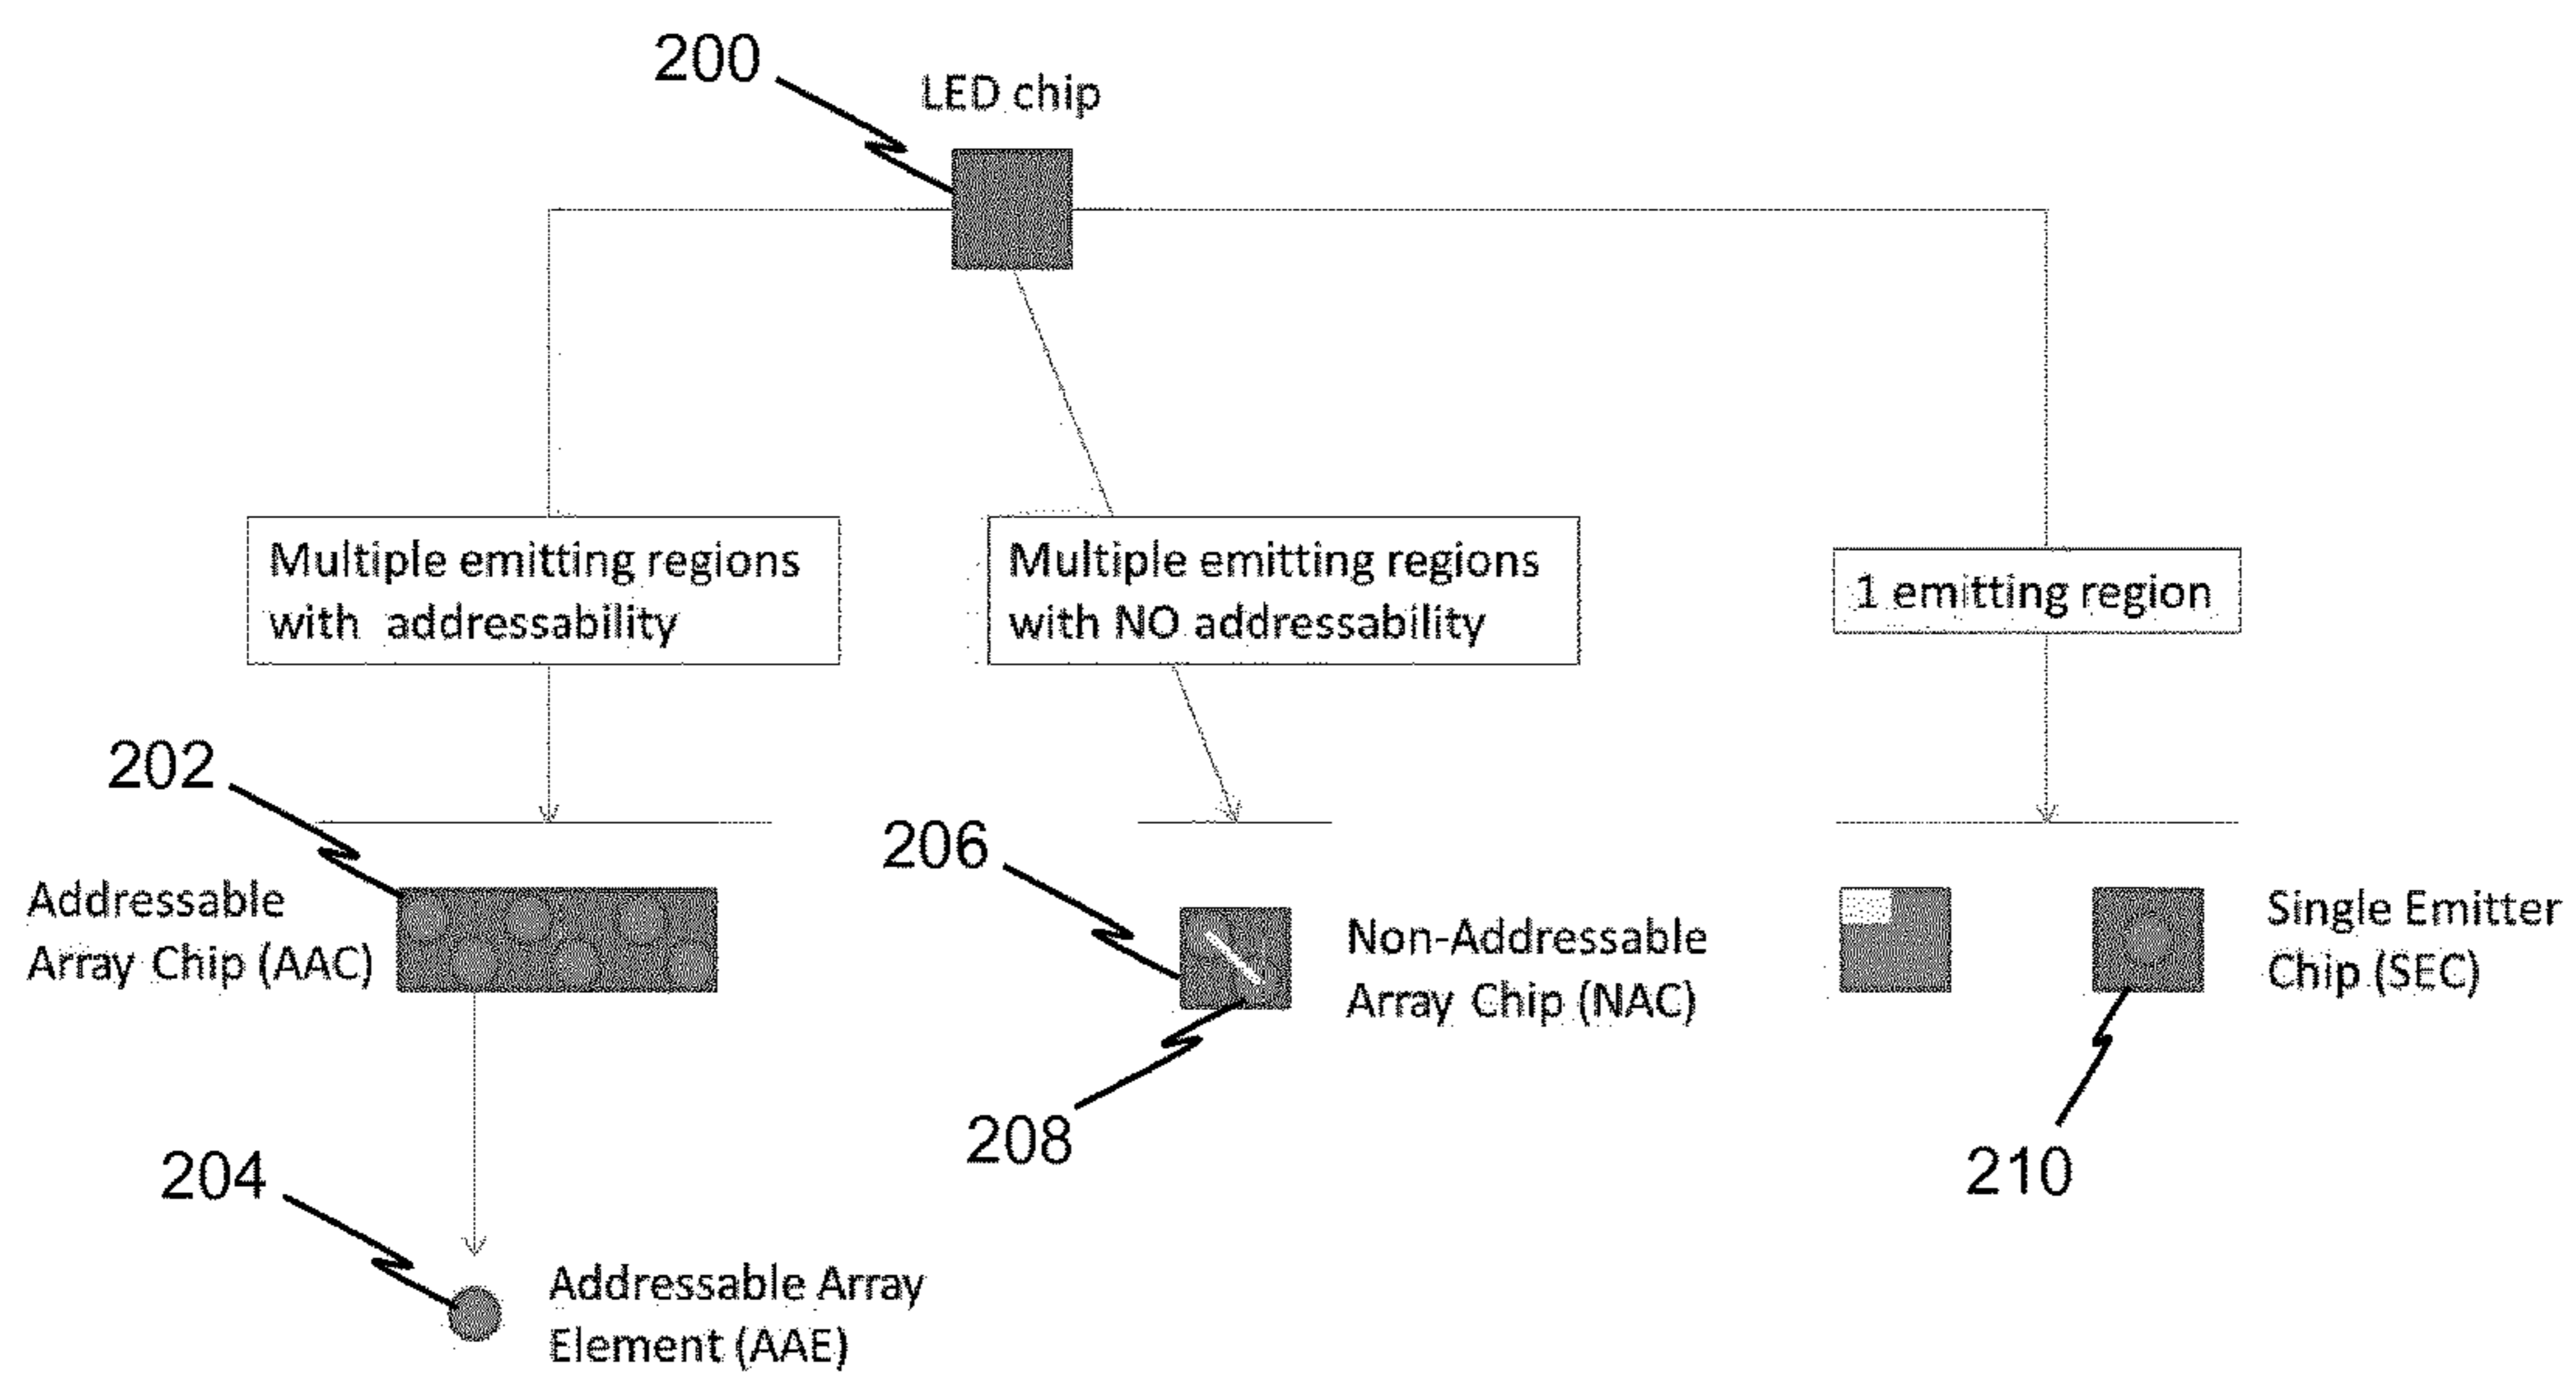 200
LED chip
Multiple emitting regions
with addressability
Multiple emitting regions
with NO addressability
1 emitting region
202
206
Addressable
Array Chip (AAC)
Non-Addressable
Array Chip (NAC)
Single Emitter
Chip (SEC)
208
204
210
Addressable Array
Element (AAE)